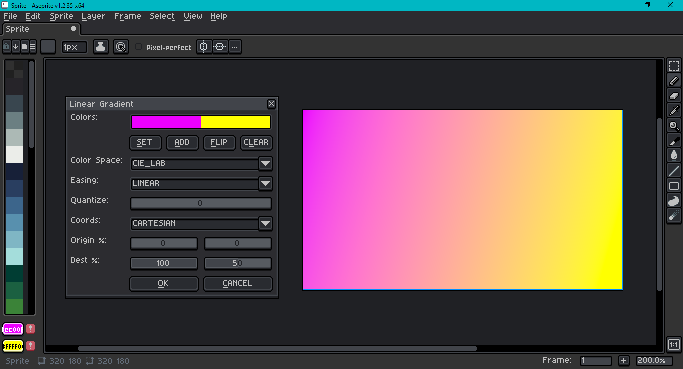 Sprite - Aseprite v1.2.35-x64
File Edit Sprite Layer Frame Select View Help
Sprite
1px Pixel-perfect
Linear Gradient
Colors:
SET ADD FLIP CLEAR
Color Space: CIE_LAB
Easing: LINEAR
Quantize: 0
Coords: CARTESIAN
Origin %: 0 0
Dest %: 100 50
OK CANCEL
1:1
Sprite 320 180 320 180 Frame: 1 + 200.0%